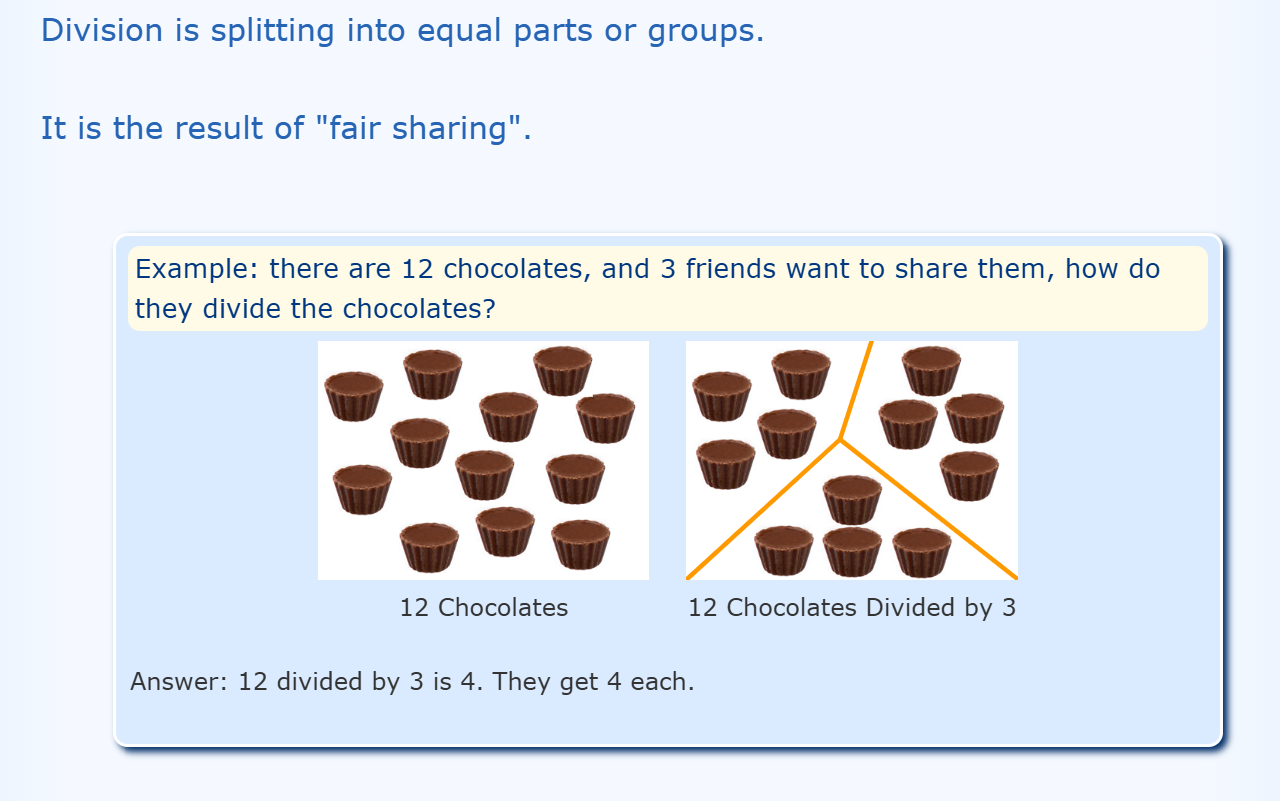 Division is splitting into equal parts or groups.
It is the result of "fair sharing".
Example: there are 12 chocolates, and 3 friends want to share them, how do
they divide the chocolates?
12 Chocolates
12 Chocolates Divided by 3
Answer: 12 divided by 3 is 4. They get 4 each.